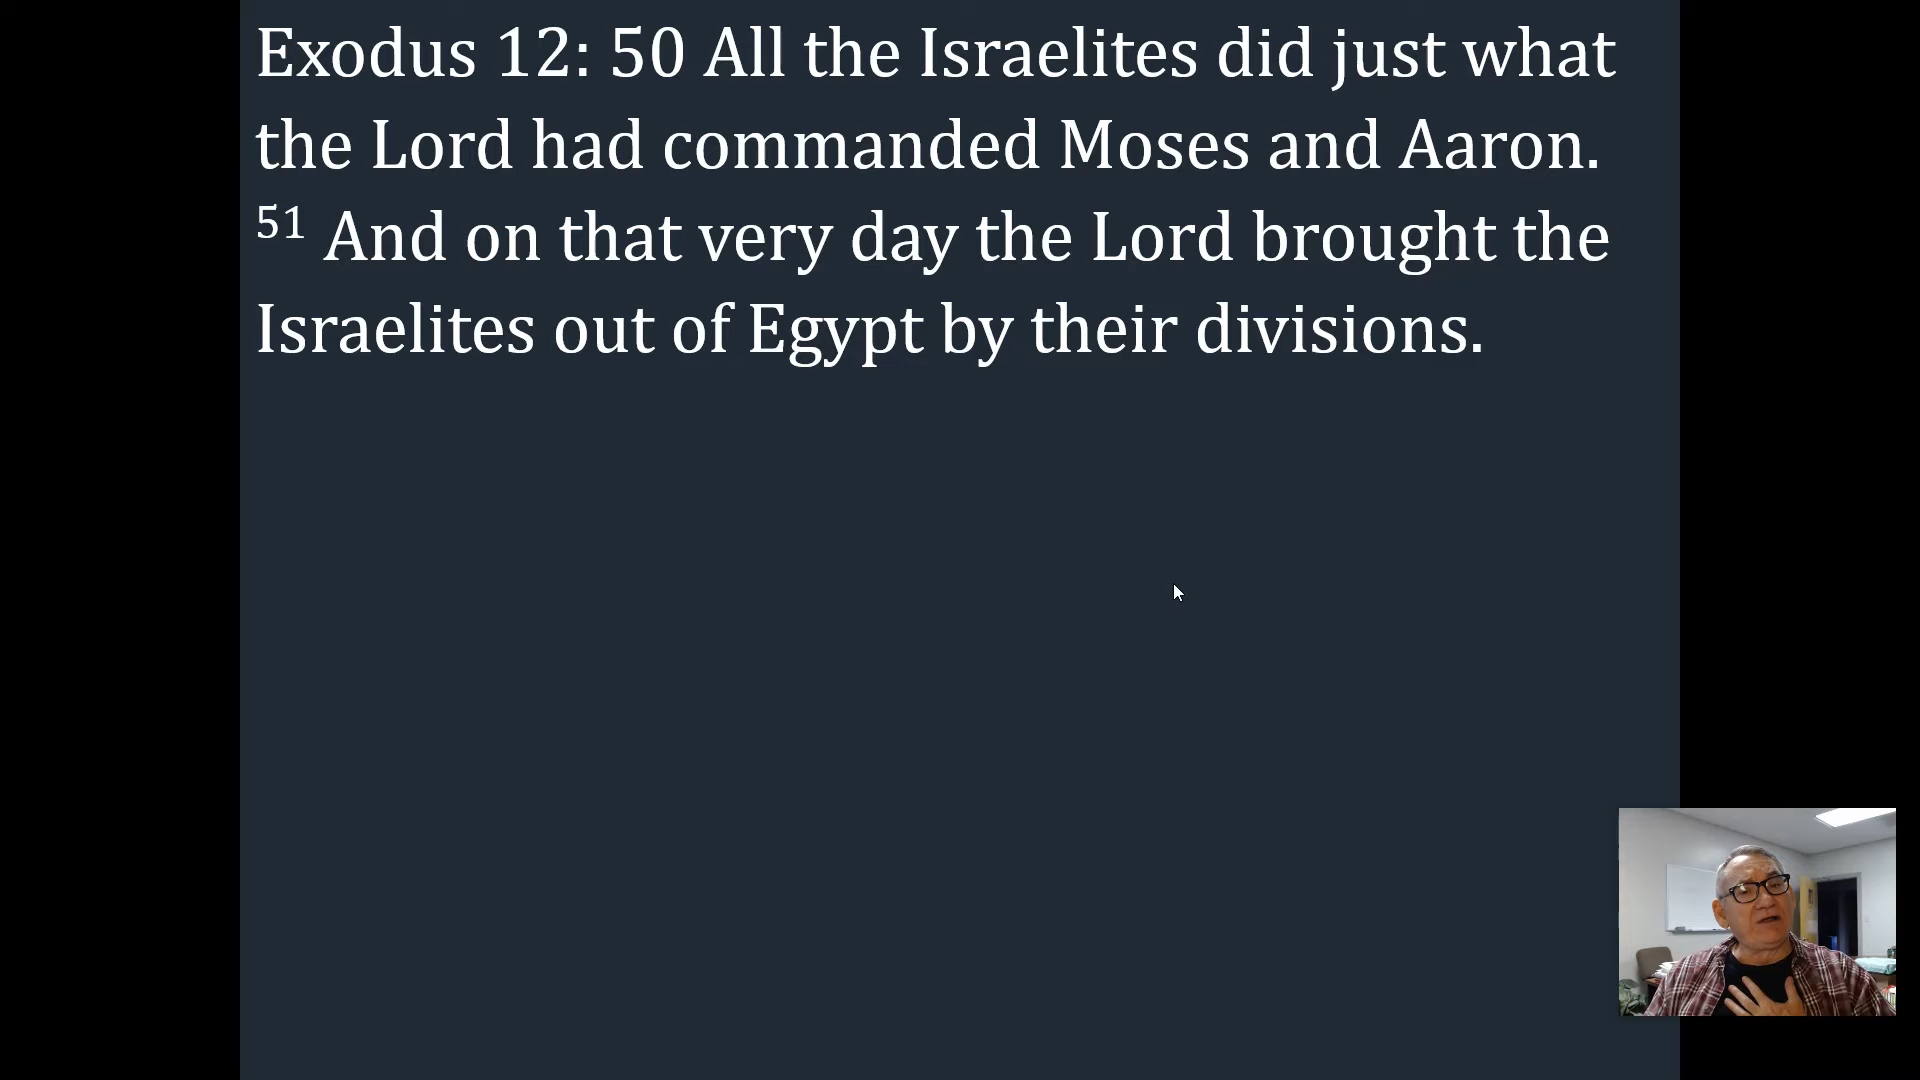 Exodus 12: 50 All the Israelites did just what
the Lord had commanded Moses and Aaron.
51 And on that very day the Lord brought the
Israelites out of Egypt by their divisions.